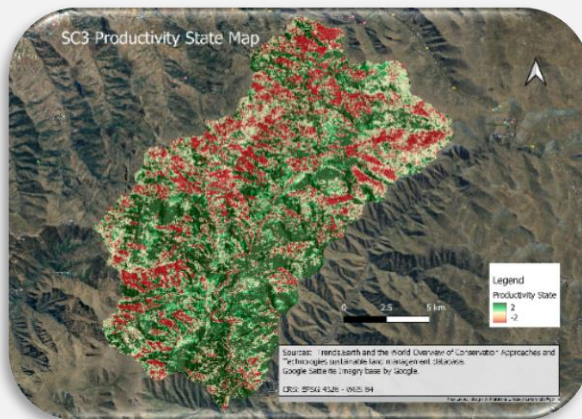 SC3 Productivity State Map
0 2.5 5 km
Legend
Productivity State
2
-2
Sources: Trends.Earth and the World Overview of Conservation Approaches and
Technologies sustainable land management database.
Google Satellite Imagry base by Google.
CRS: EPSG 4326 - WGS 84